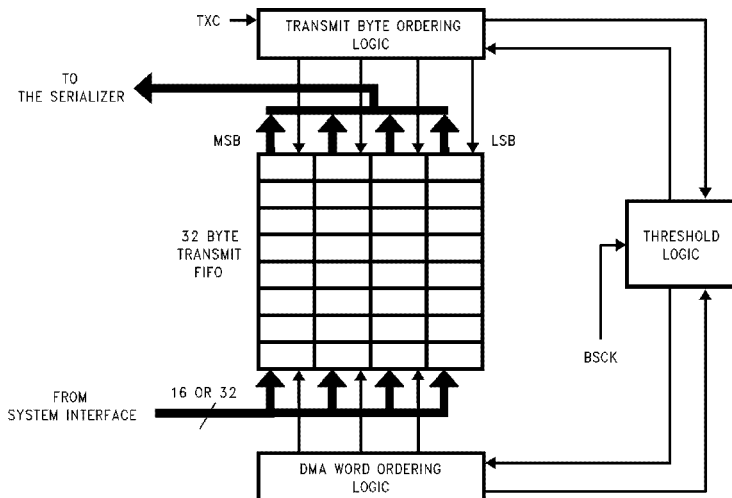 TXC
TRANSMIT BYTE ORDERING
LOGIC
TO
THE SERIALIZER
MSB
LSB
32 BYTE
TRANSMIT
FIFO
THRESHOLD
LOGIC
BSCK
FROM
SYSTEM INTERFACE
16 OR 32
DMA WORD ORDERING
LOGIC